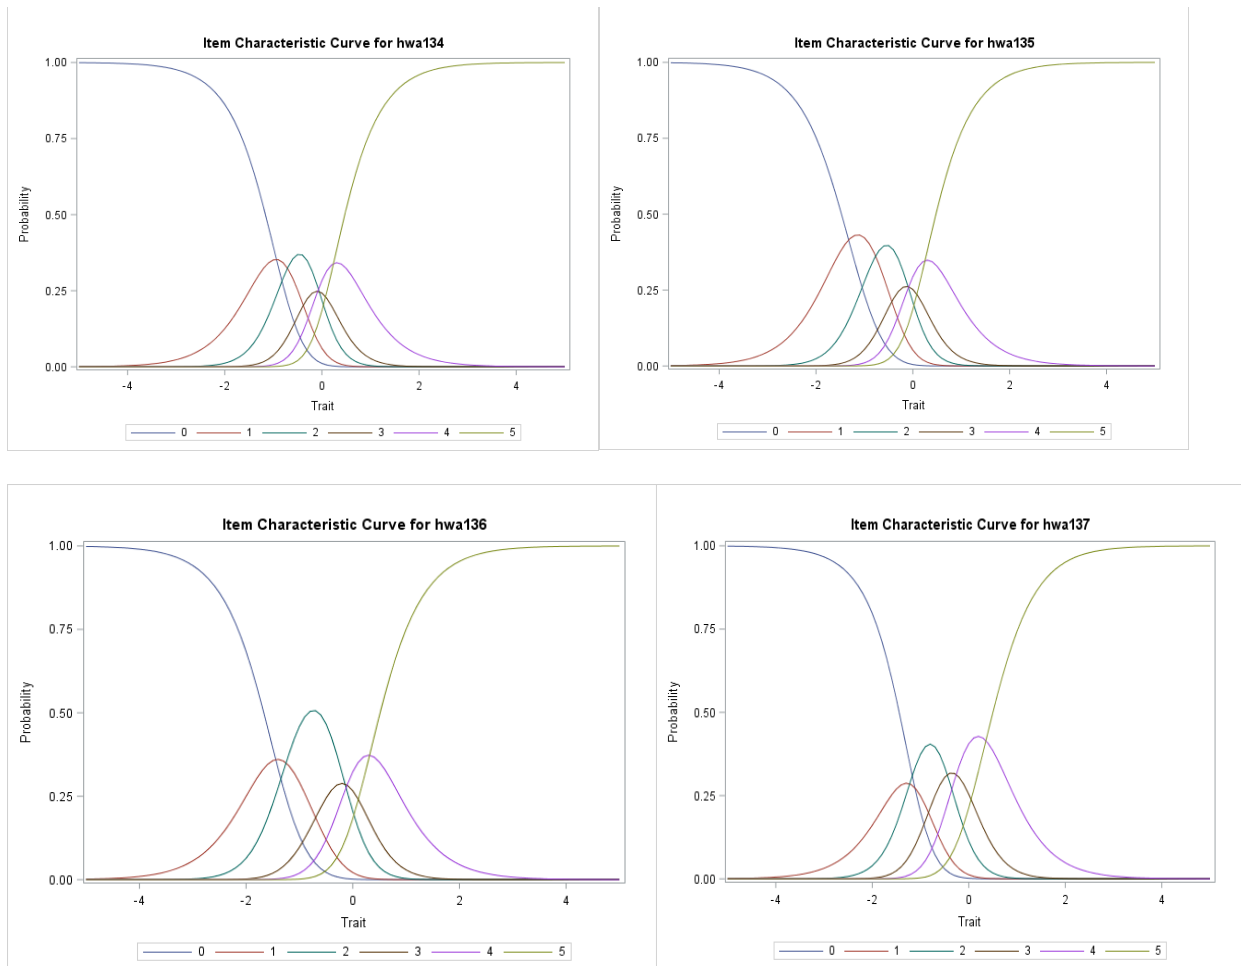 Item Characteristic Curve for hwa134
1.00
0.75
0.50
0.25
0.00
Probability
-4 -2 0 2 4
Trait
0 1 2 3 4 5
Item Characteristic Curve for hwa135
1.00
0.75
0.50
0.25
0.00
Probability
-4 -2 0 2 4
Trait
0 1 2 3 4 5
Item Characteristic Curve for hwa136
1.00
0.75
0.50
0.25
0.00
Probability
-4 -2 0 2 4
Trait
0 1 2 3 4 5
Item Characteristic Curve for hwa137
1.00
0.75
0.50
0.25
0.00
Probability
-4 -2 0 2 4
Trait
0 1 2 3 4 5